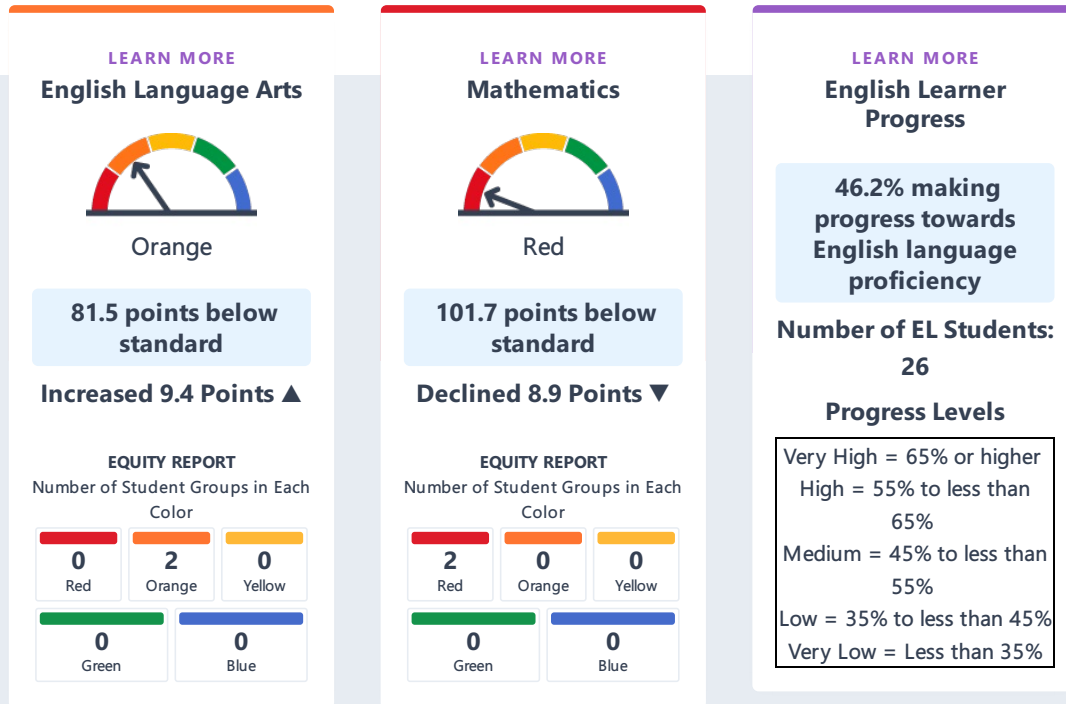 LEARN MORE
English Language Arts
Orange
81.5 points below
standard
Increased 9.4 Points ▲
EQUITY REPORT
Number of Student Groups in Each
Color
0
Red
2
Orange
0
Yellow
0
Green
0
Blue
LEARN MORE
Mathematics
Red
101.7 points below
standard
Declined 8.9 Points ▼
EQUITY REPORT
Number of Student Groups in Each
Color
2
Red
0
Orange
0
Yellow
0
Green
0
Blue
LEARN MORE
English Learner
Progress
46.2% making
progress towards
English language
proficiency
Number of EL Students:
26
Progress Levels
Very High = 65% or higher
High = 55% to less than
65%
Medium = 45% to less than
55%
Low = 35% to less than 45%
Very Low = Less than 35%